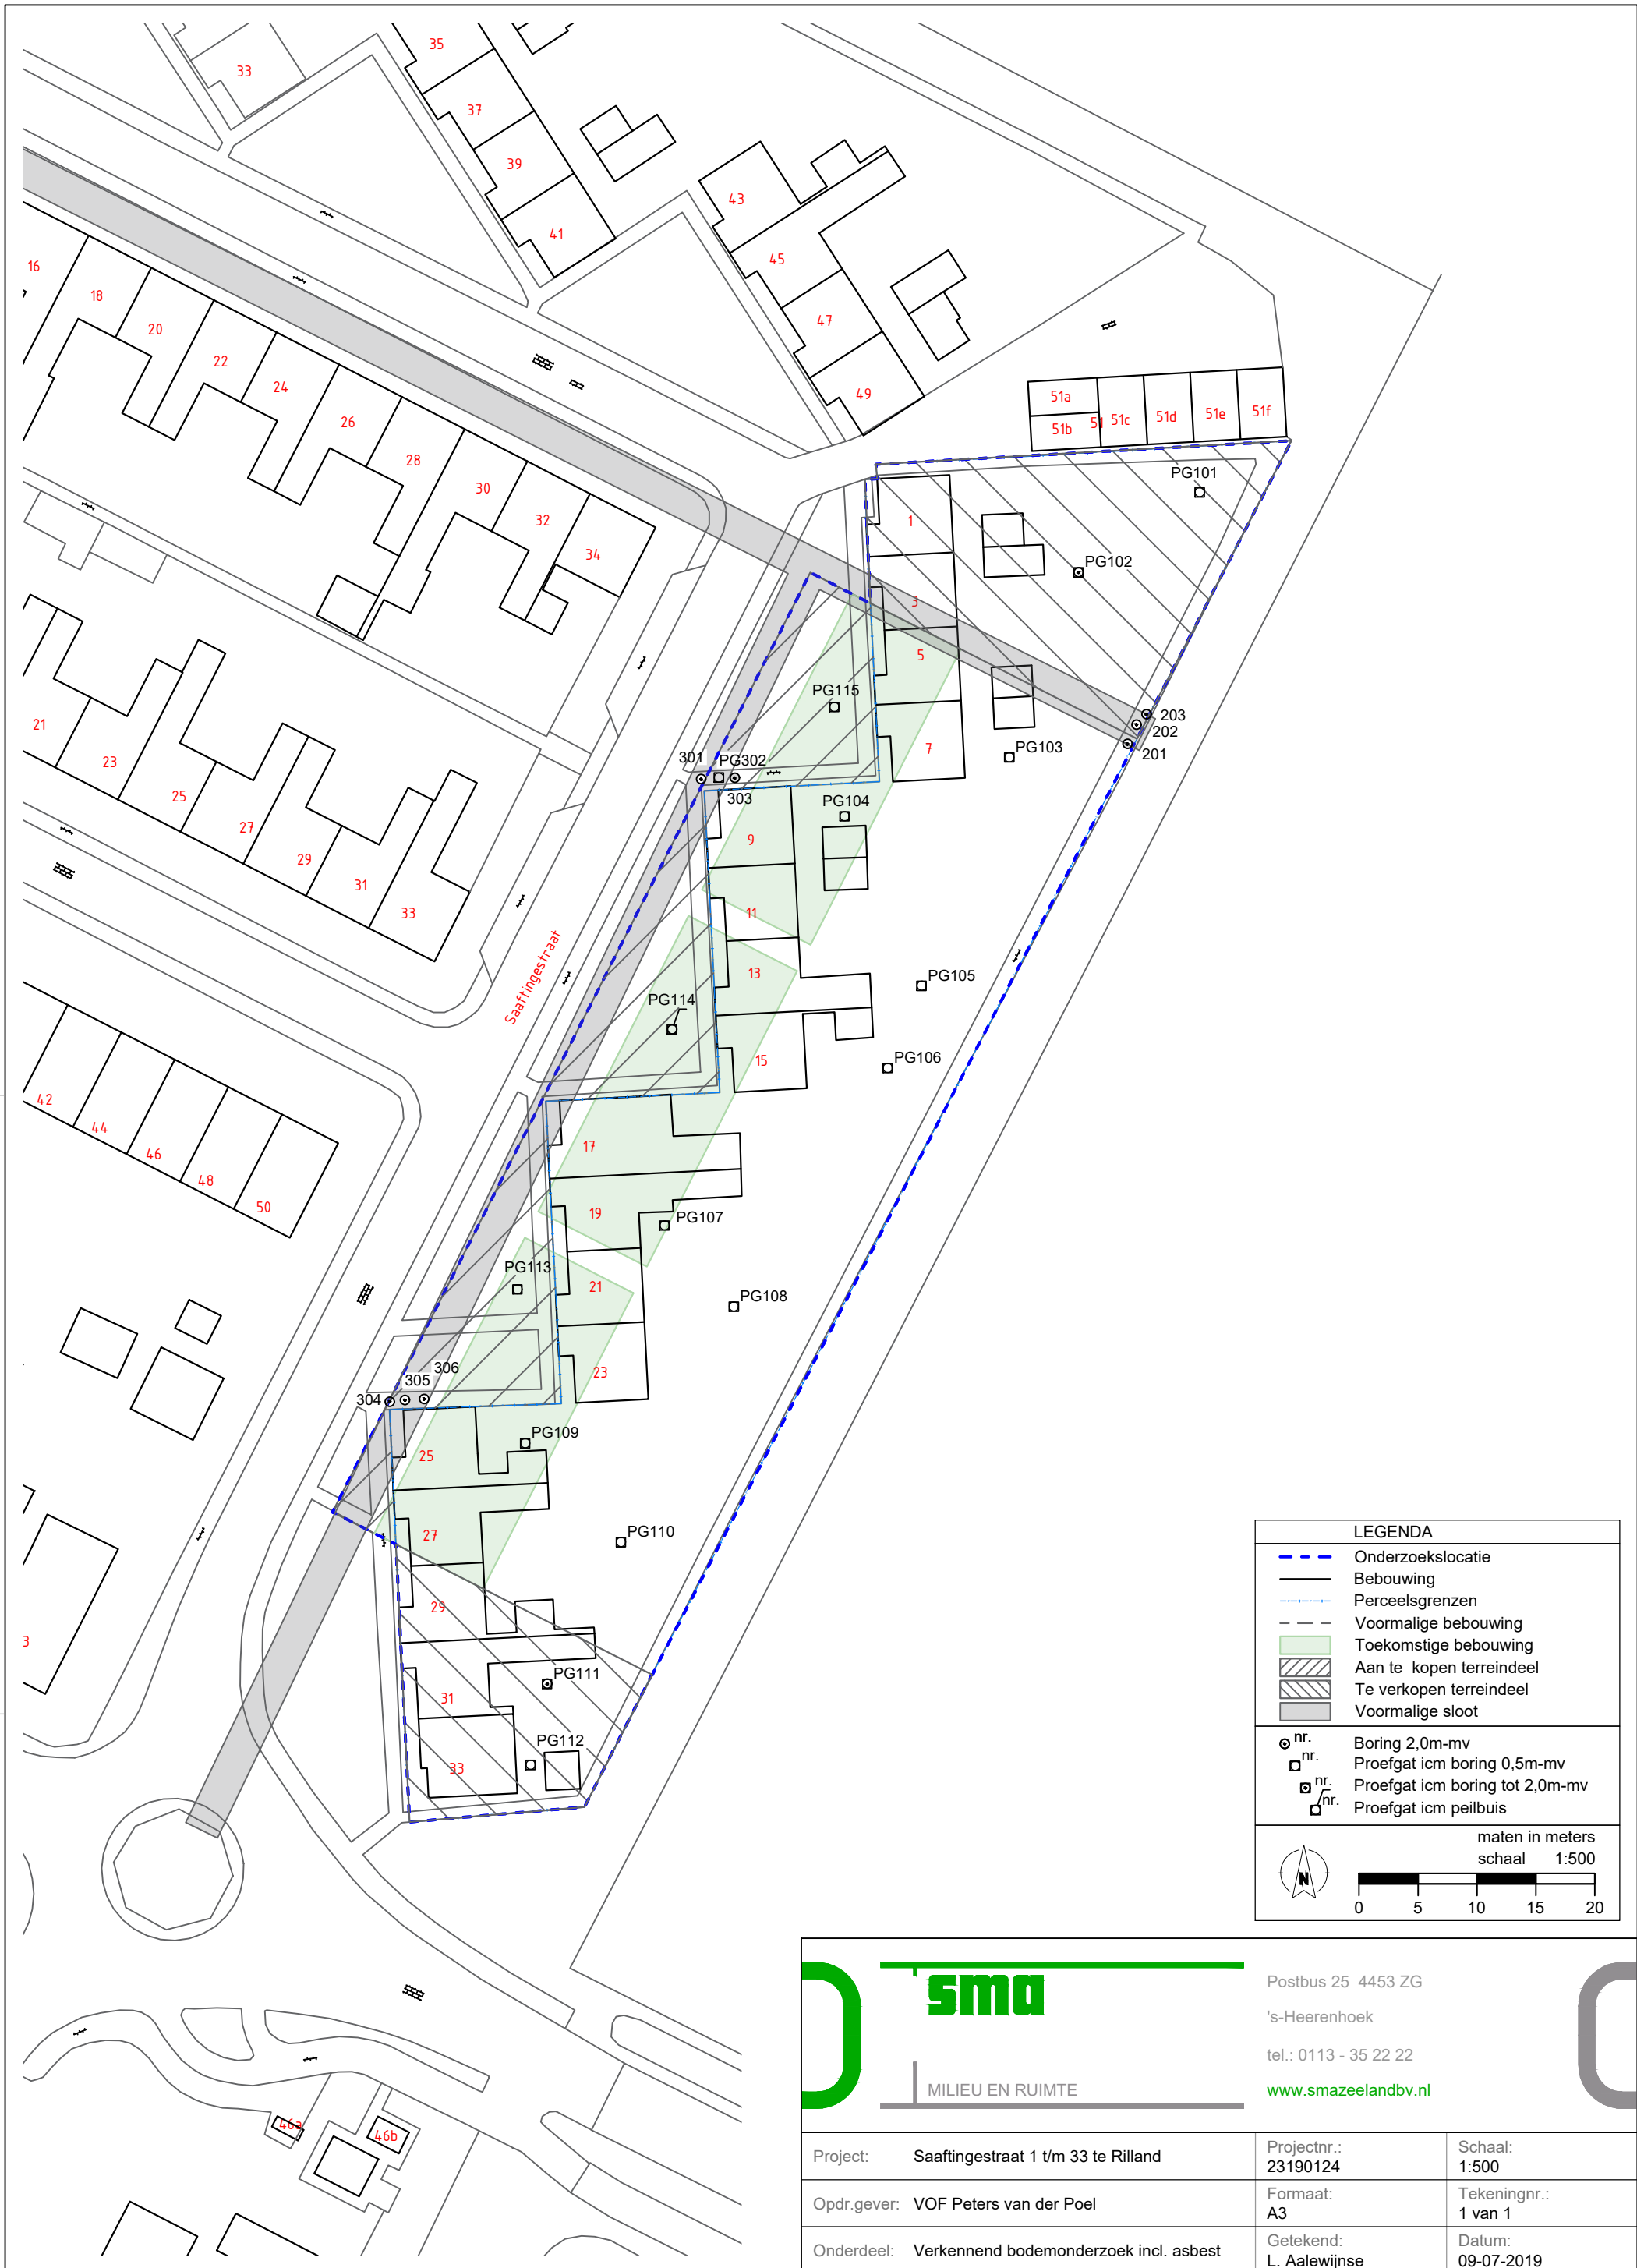 33
35
37
39
41
43
45
47
49
16
18
20
22
24
26
28
30
32
34
51a
51b
51
51c
51d
51e
51f
PG101
1
PG102
3
5
7
PG115
203
202
201
PG103
301
PG302
303
PG104
9
11
13
15
21
23
25
27
29
31
33
Saaftingestraat
PG105
PG114
PG106
42
44
46
48
50
17
19
PG107
21
PG113
PG108
23
306
305
304
PG109
25
27
PG110
29
3
PG111
31
PG112
33
46a
46b
LEGENDA
Onderzoekslocatie
Bebouwing
Perceelsgrenzen
Voormalige bebouwing
Toekomstige bebouwing
Aan te kopen terreindeel
Te verkopen terreindeel
Voormalige sloot
nr. Boring 2,0m-mv
nr. Proefgat icm boring 0,5m-mv
nr. Proefgat icm boring tot 2,0m-mv
nr. Proefgat icm peilbuis
maten in meters
schaal 1:500
N
0 5 10 15 20
sma
MILIEU EN RUIMTE
Postbus 25 4453 ZG
's-Heerenhoek
tel.: 0113 - 35 22 22
www.smazeelandbv.nl
Project: Saaftingestraat 1 t/m 33 te Rilland
Projectnr.:
23190124
Schaal:
1:500
Opdr.gever: VOF Peters van der Poel
Formaat:
A3
Tekeningnr.:
1 van 1
Onderdeel: Verkennend bodemonderzoek incl. asbest
Getekend:
L. Aalewijnse
Datum:
09-07-2019